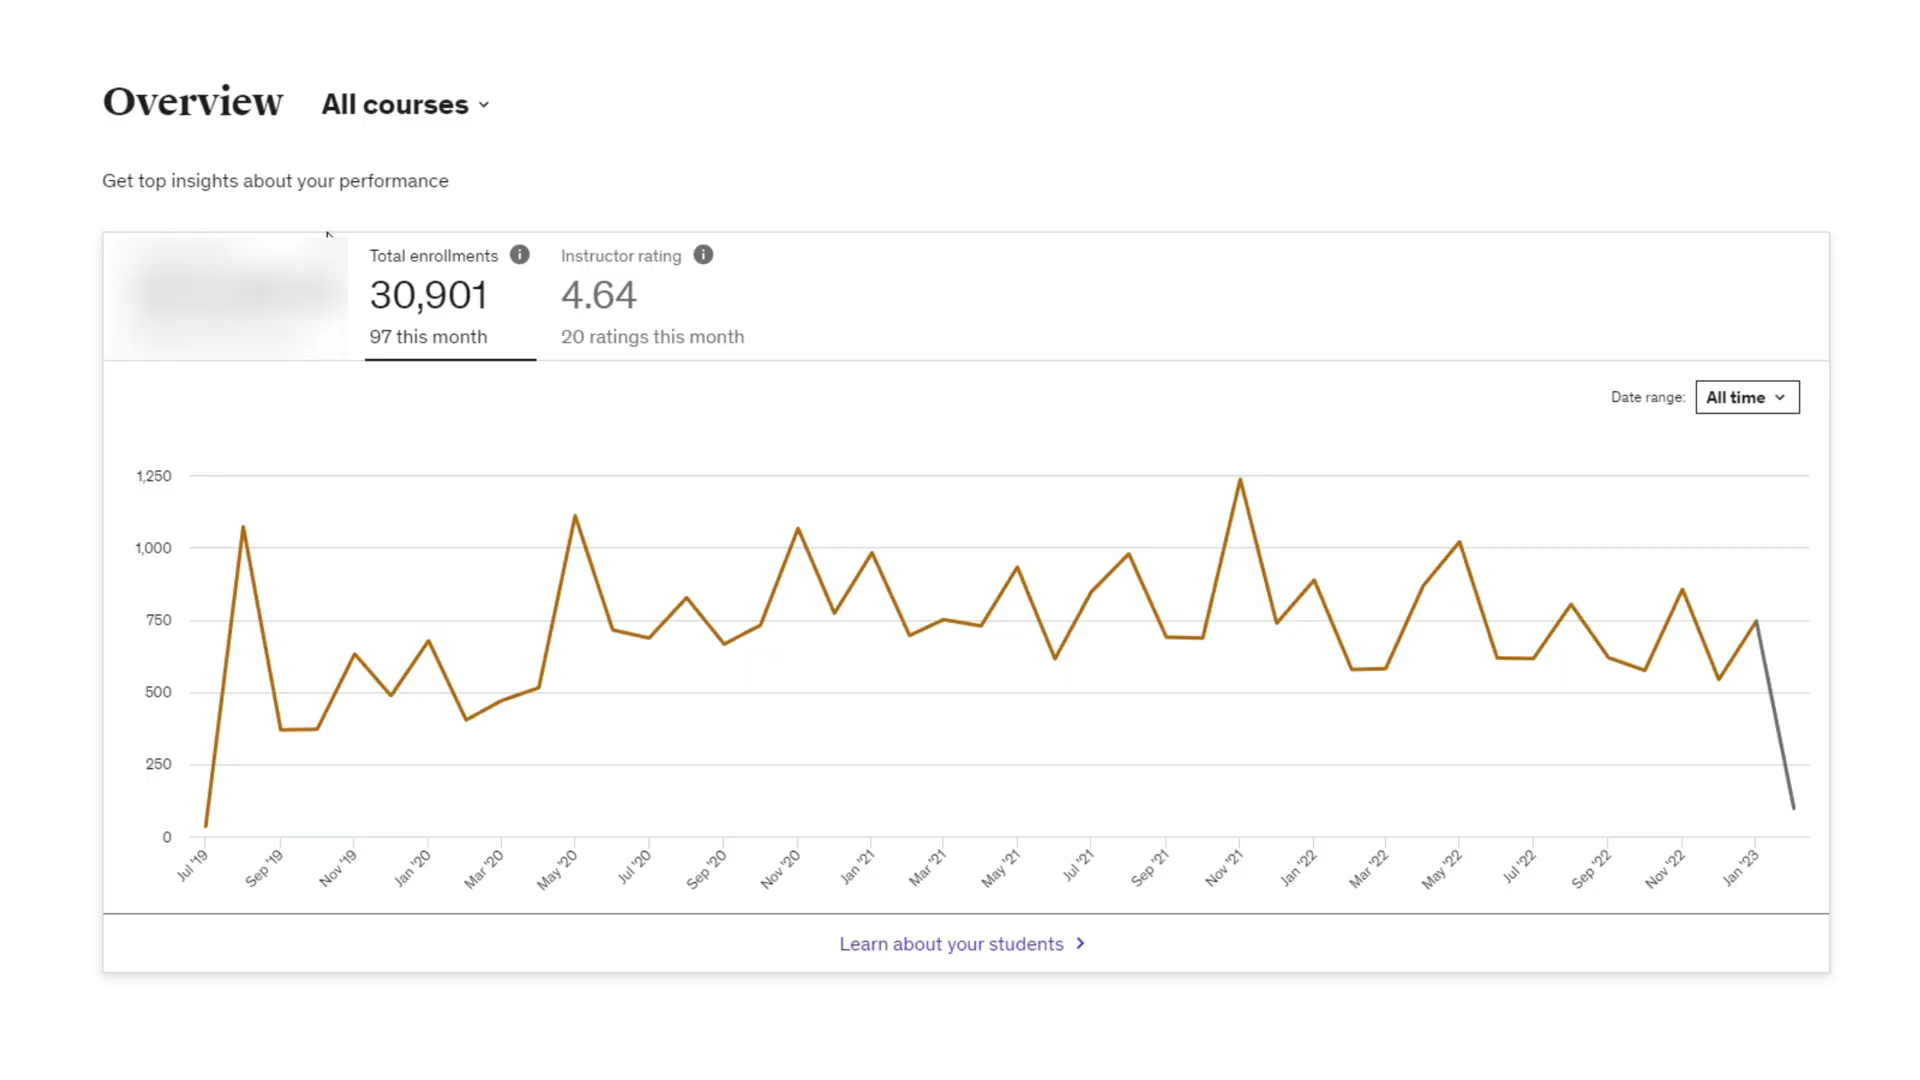 Overview All courses
Get top insights about your performance
Total enrollments
30,901
97 this month
Instructor rating
4.64
20 ratings this month
Date range: All time
1,250
1,000
750
500
250
0
Jul '19 Sep '19 Nov '19 Jan '20 Mar '20 May '20 Jul '20 Sep '20 Nov '20 Jan '21 Mar '21 May '21 Jul '21 Sep '21 Nov '21 Jan '22 Mar '22 May '22 Jul '22 Sep '22 Nov '22 Jan '23
Learn about your students